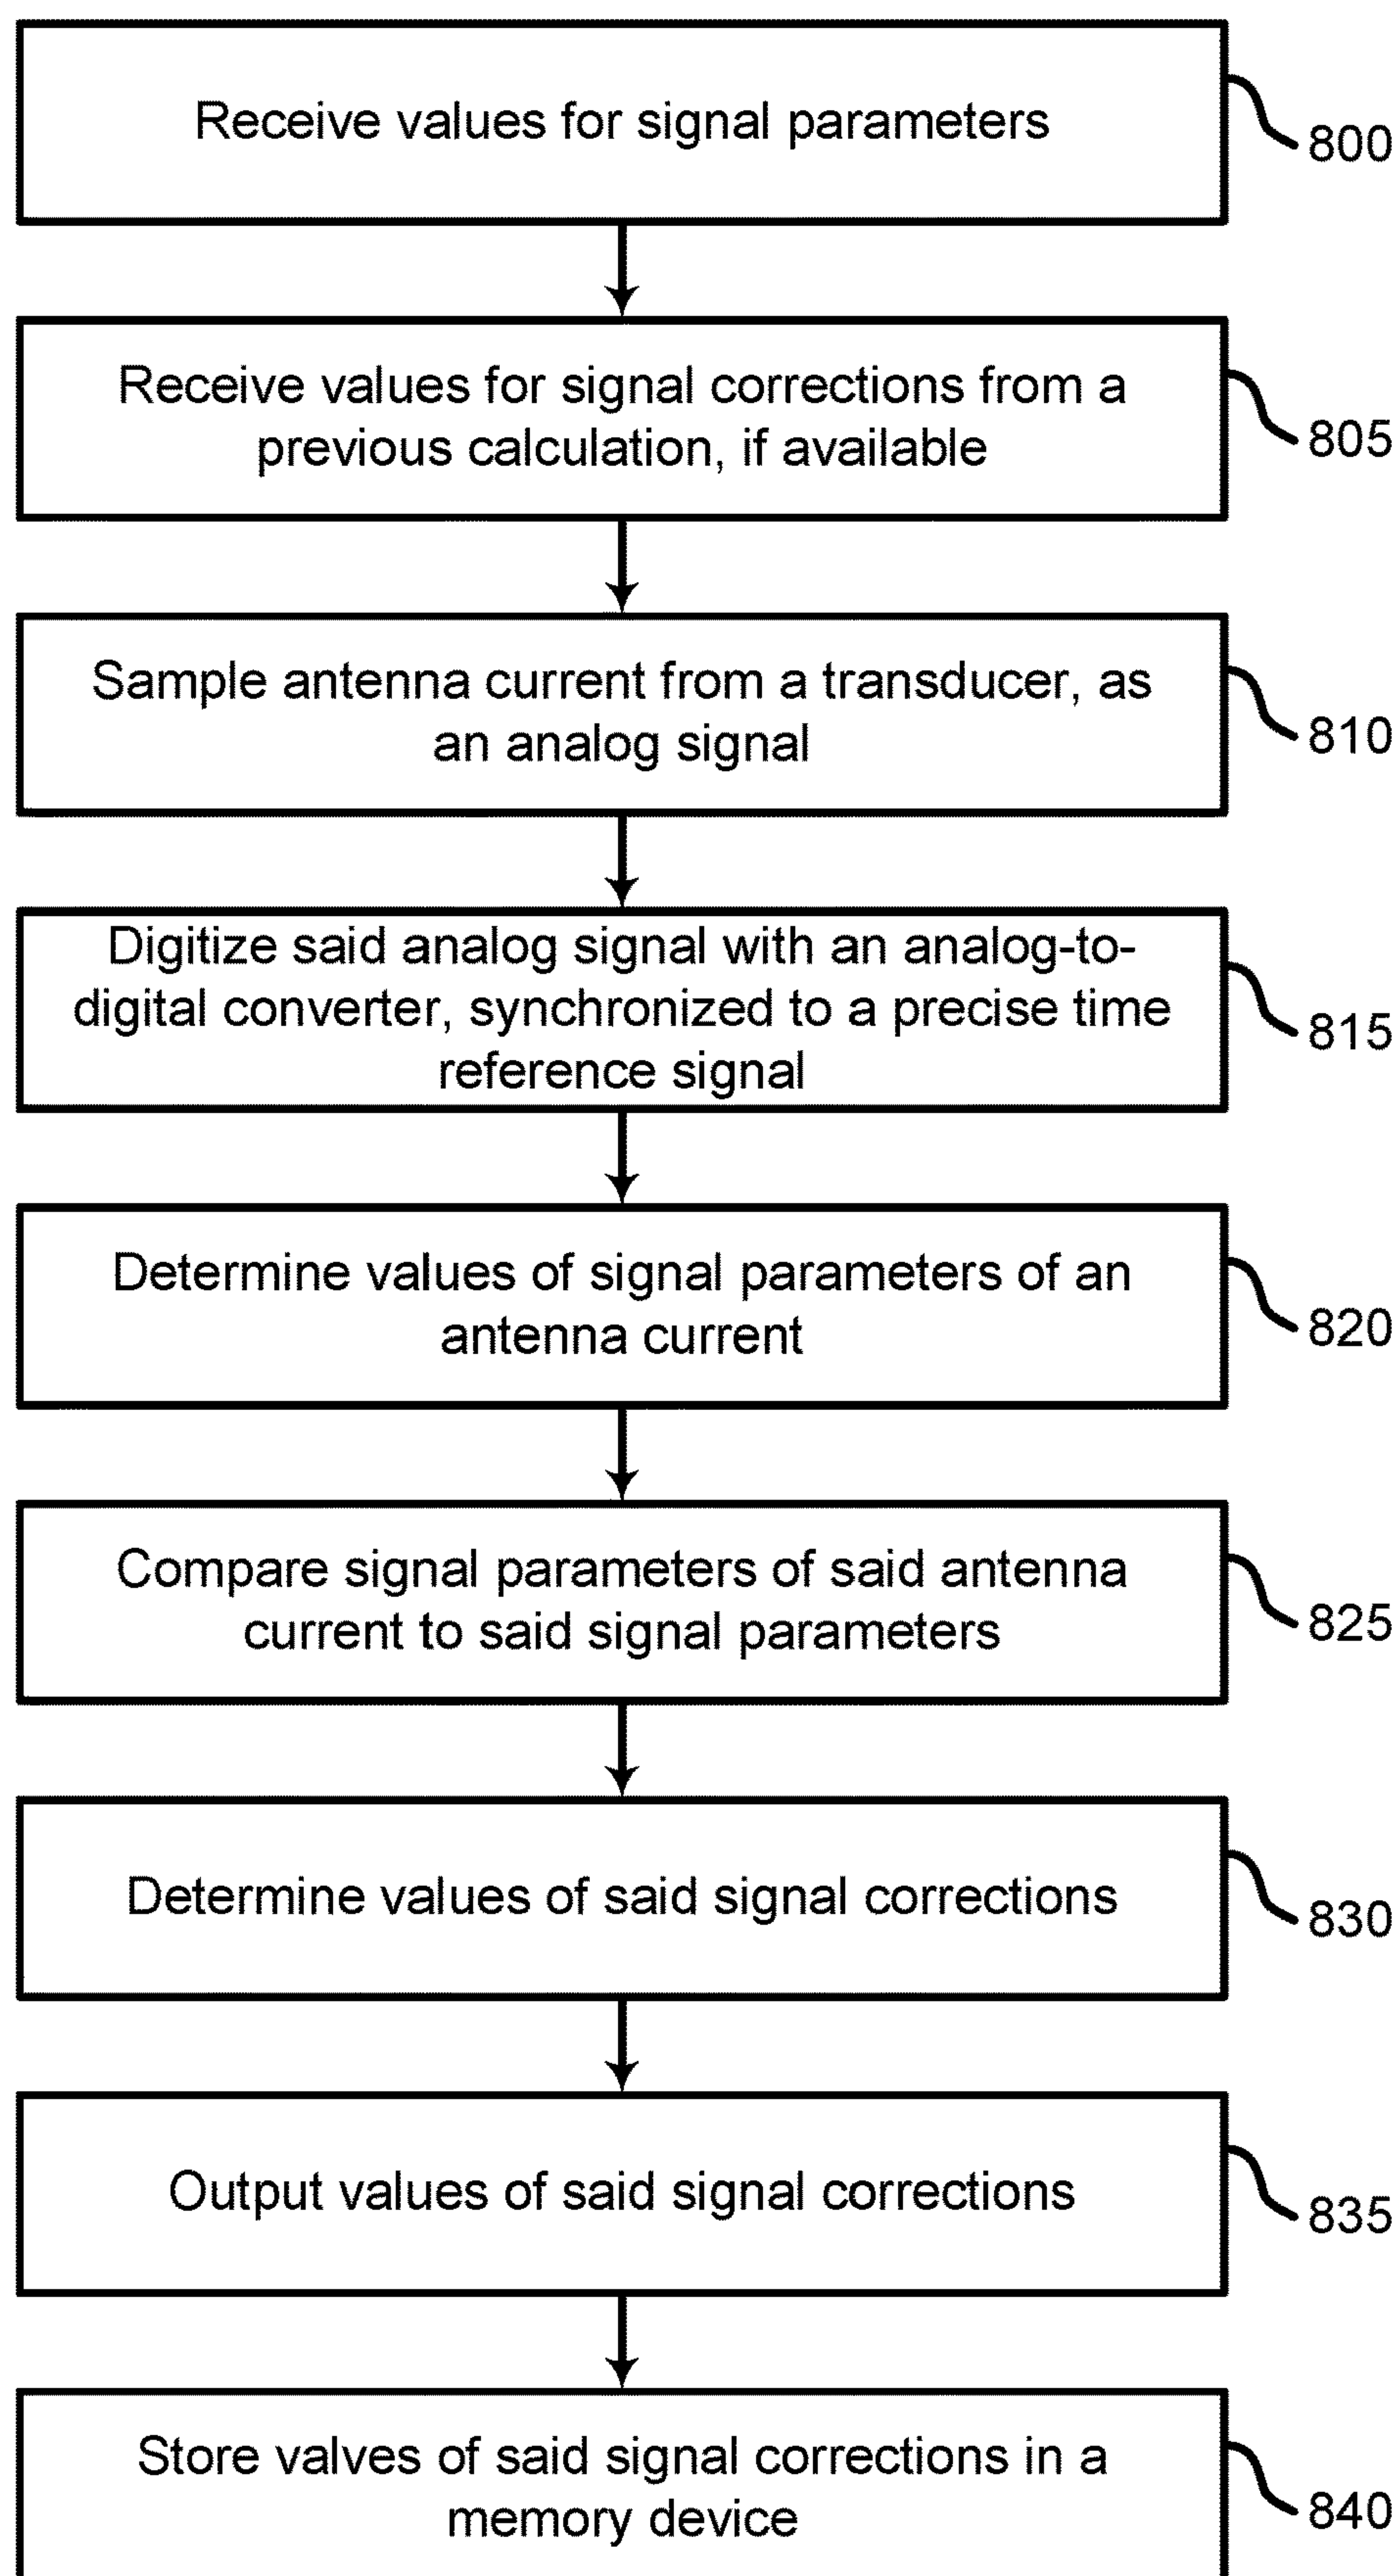 Receive values for signal parameters
800
Receive values for signal corrections from a
previous calculation, if available
805
Sample antenna current from a transducer, as
an analog signal
810
Digitize said analog signal with an analog-to-
digital converter, synchronized to a precise time
reference signal
815
Determine values of signal parameters of an
antenna current
820
Compare signal parameters of said antenna
current to said signal parameters
825
Determine values of said signal corrections
830
Output values of said signal corrections
835
Store valves of said signal corrections in a
memory device
840